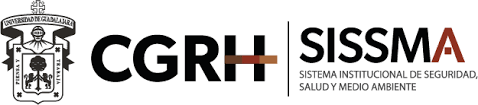 UNIVERSIDAD DE GUADALAJARA
PIENSA Y TRABAJA
CGRH
SISSMA
SISTEMA INSTITUCIONAL DE SEGURIDAD,
SALUD Y MEDIO AMBIENTE